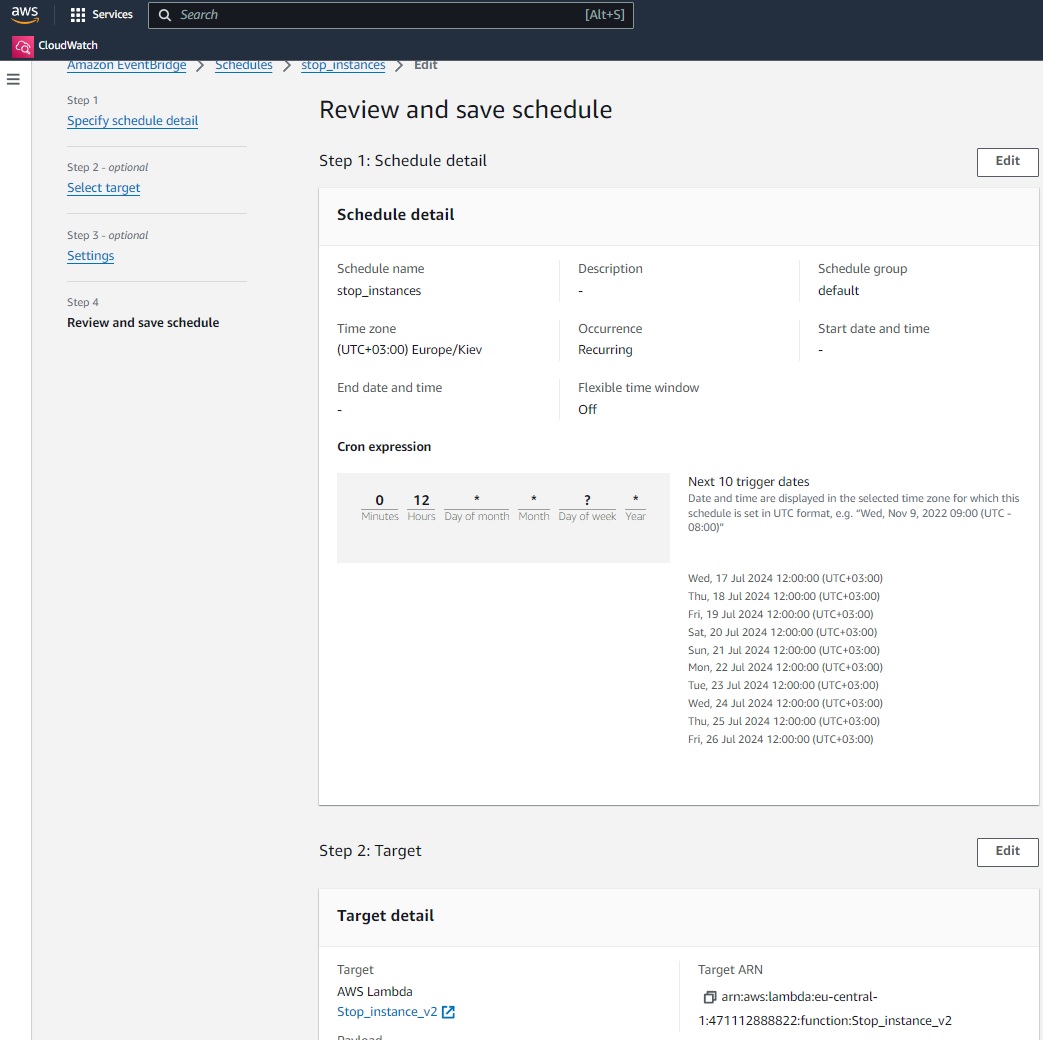 aws
Services
Search
[Alt+S]
CloudWatch
Amazon EventBridge > Schedules > stop_instances > Edit
Step 1
Specify schedule detail
Step 2 - optional
Select target
Step 3 - optional
Settings
Step 4
Review and save schedule
Review and save schedule
Step 1: Schedule detail
Edit
Schedule detail
Schedule name
stop_instances
Description
-
Schedule group
default
Time zone
(UTC+03:00) Europe/Kiev
Occurrence
Recurring
Start date and time
-
End date and time
-
Flexible time window
Off
Cron expression
0 12 * * ? *
Minutes Hours Day of month Month Day of week Year
Next 10 trigger dates
Date and time are displayed in the selected time zone for which this
schedule is set in UTC format, e.g. “Wed, Nov 9, 2022 09:00 (UTC -
08:00)”
Wed, 17 Jul 2024 12:00:00 (UTC+03:00)
Thu, 18 Jul 2024 12:00:00 (UTC+03:00)
Fri, 19 Jul 2024 12:00:00 (UTC+03:00)
Sat, 20 Jul 2024 12:00:00 (UTC+03:00)
Sun, 21 Jul 2024 12:00:00 (UTC+03:00)
Mon, 22 Jul 2024 12:00:00 (UTC+03:00)
Tue, 23 Jul 2024 12:00:00 (UTC+03:00)
Wed, 24 Jul 2024 12:00:00 (UTC+03:00)
Thu, 25 Jul 2024 12:00:00 (UTC+03:00)
Fri, 26 Jul 2024 12:00:00 (UTC+03:00)
Step 2: Target
Edit
Target detail
Target
AWS Lambda
Stop_instance_v2
Target ARN
arn:aws:lambda:eu-central-
1:471112888822:function:Stop_instance_v2
Payload